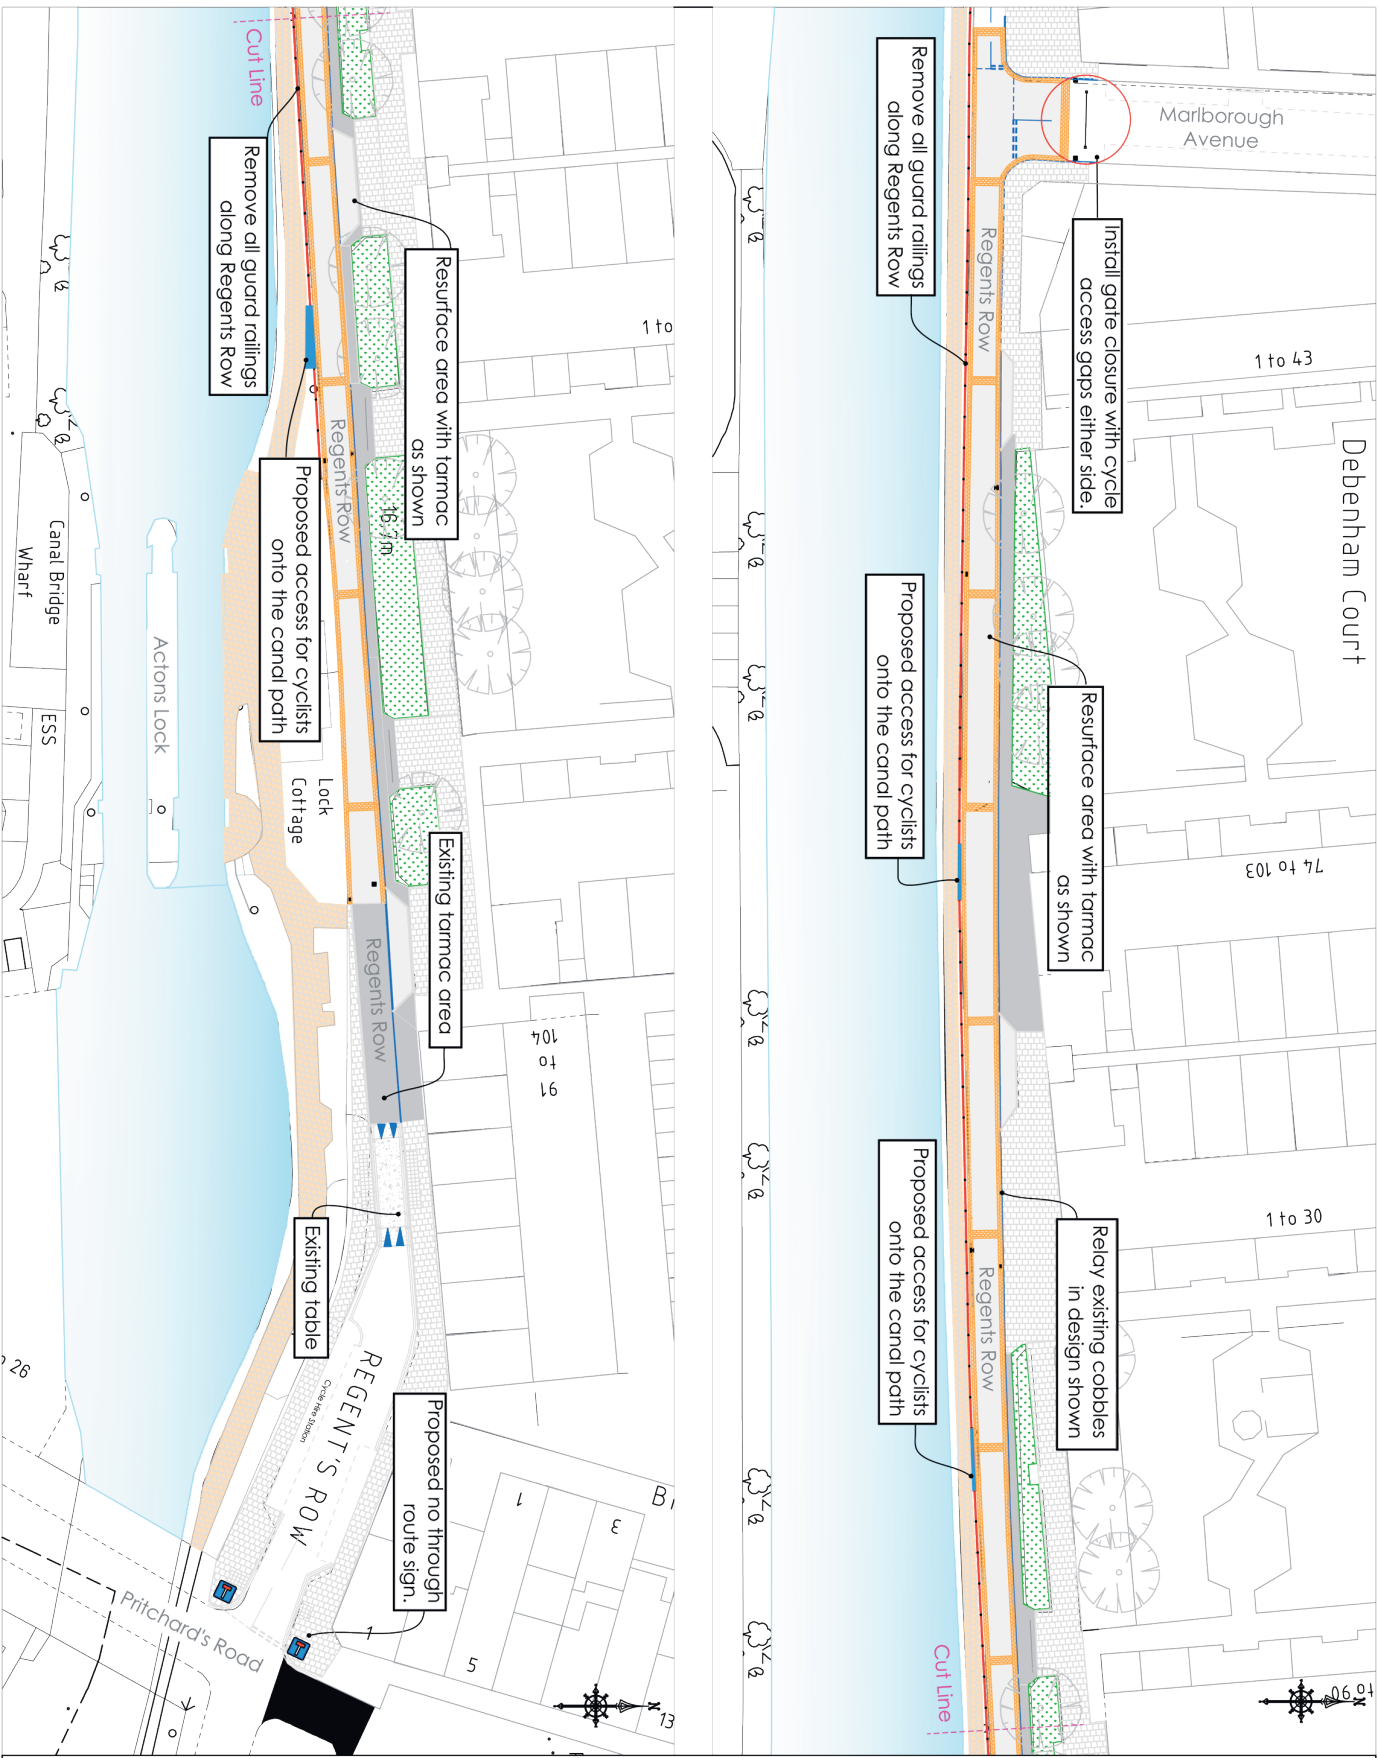 Marlborough
Avenue
Install gate closure with cycle
access gaps either side.
Remove all guard railings
along Regents Row
Regents Row
1 to 43
Debenham Court
Proposed access for cyclists
onto the canal path
Resurface area with tarmac
as shown
74 to 103
Relay existing cobbles
in design shown
1 to 30
Regents Row
Proposed access for cyclists
onto the canal path
Cut Line
to 90
N
Cut Line
Remove all guard railings
along Regents Row
Resurface area with tarmac
as shown
1 to
Regents Row
16.7m
Proposed access for cyclists
onto the canal path
Canal Bridge
Wharf
ESS
Actons Lock
Lock
Cottage
Existing tarmac area
Regents Row
91
to
104
Existing table
REGENT'S ROW
Cycle Hire Station
Proposed no through
route sign.
Pritchard's Road
26
1
3
1
5
13
N